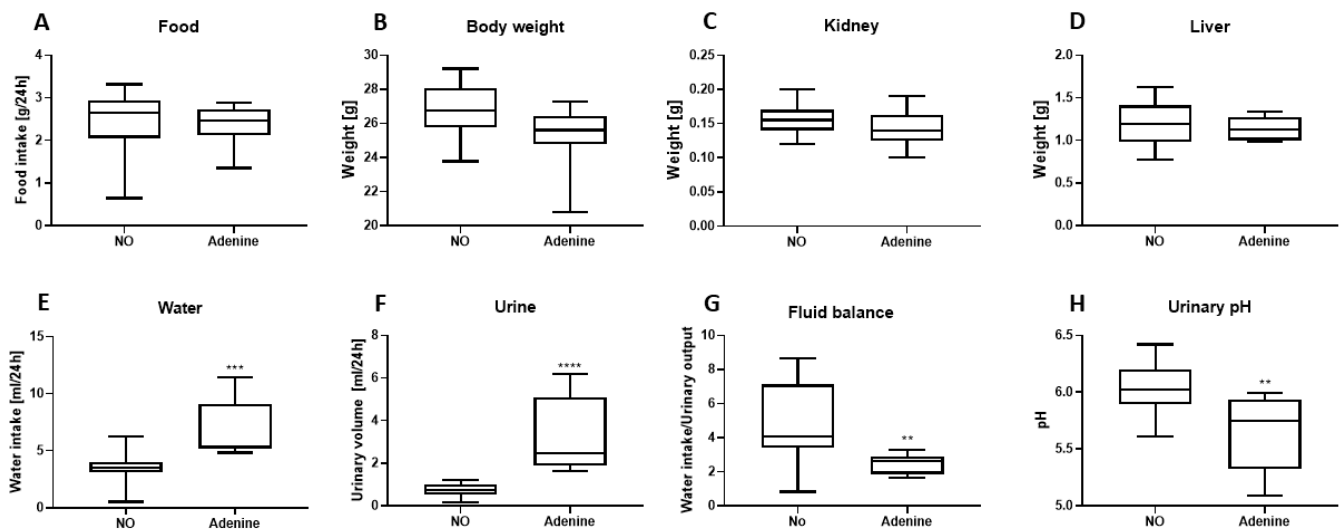 A
Food
Food intake [g/24h]
4
3
2
1
0
NO
Adenine
B
Body weight
Weight [g]
30
28
26
24
22
20
NO
Adenine
C
Kidney
Weight [g]
0.25
0.20
0.15
0.10
0.05
0.00
NO
Adenine
D
Liver
Weight [g]
2.0
1.5
1.0
0.5
0.0
NO
Adenine
E
Water
Water intake [ml/24h]
15
10
5
0
***
NO
Adenine
F
Urine
Urinary volume [ml/24h]
8
6
4
2
0
****
NO
Adenine
G
Fluid balance
Water intake/Urinary output
10
8
6
4
2
0
**
No
Adenine
H
Urinary pH
pH
6.5
6.0
5.5
5.0
**
NO
Adenine